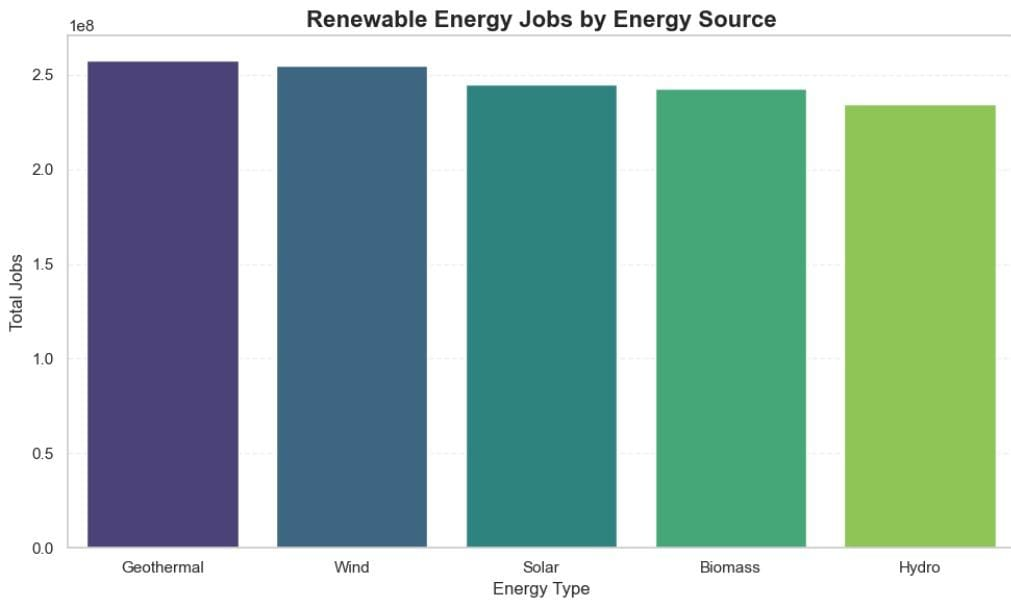 Renewable Energy Jobs by Energy Source
1e8
2.5
2.0
1.5
1.0
0.5
0.0
Total Jobs
Geothermal Wind Solar Biomass Hydro
Energy Type